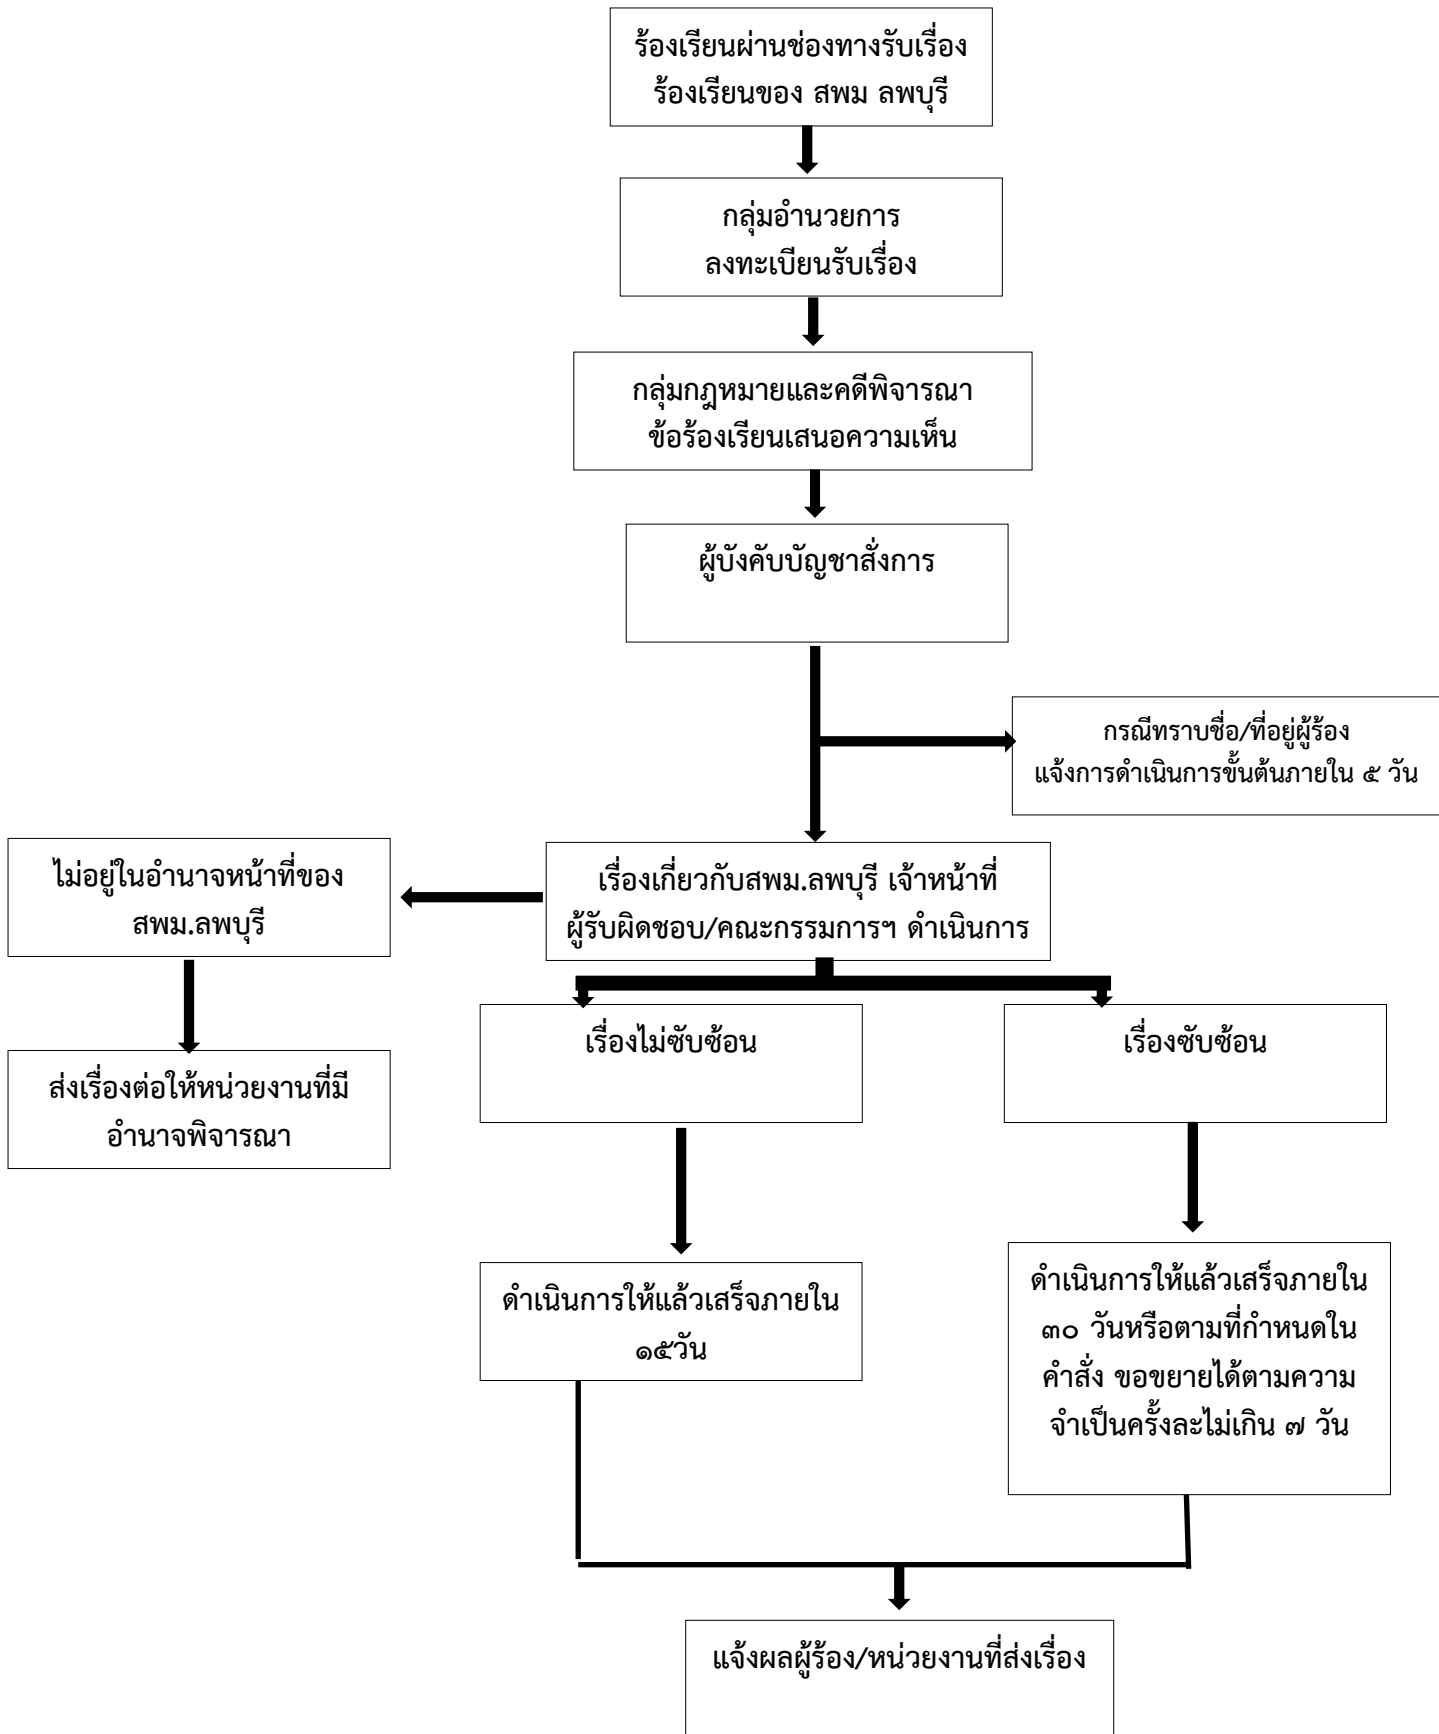 ร้องเรียนผ่านช่องทางรับเรื่อง
ร้องเรียนของ สพม ลพบุรี
กลุ่มอำนวยการ
ลงทะเบียนรับเรื่อง
กลุ่มกฎหมายและคดีพิจารณา
ข้อร้องเรียนเสนอความเห็น
ผู้บังคับบัญชาสั่งการ
กรณีทราบชื่อ/ที่อยู่ผู้ร้อง
แจ้งการดำเนินการขั้นต้นภายใน ๕ วัน
ไม่อยู่ในอำนาจหน้าที่ของ
สพม.ลพบุรี
เรื่องเกี่ยวกับสพม.ลพบุรี เจ้าหน้าที่
ผู้รับผิดชอบ/คณะกรรมการฯ ดำเนินการ
ส่งเรื่องต่อให้หน่วยงานที่มี
อำนาจพิจารณา
เรื่องไม่ซับซ้อน
เรื่องซับซ้อน
ดำเนินการให้แล้วเสร็จภายใน
๑๕วัน
ดำเนินการให้แล้วเสร็จภายใน
๓๐ วันหรือตามที่กำหนดใน
คำสั่ง ขอขยายได้ตามความ
จำเป็นครั้งละไม่เกิน ๗ วัน
แจ้งผลผู้ร้อง/หน่วยงานที่ส่งเรื่อง